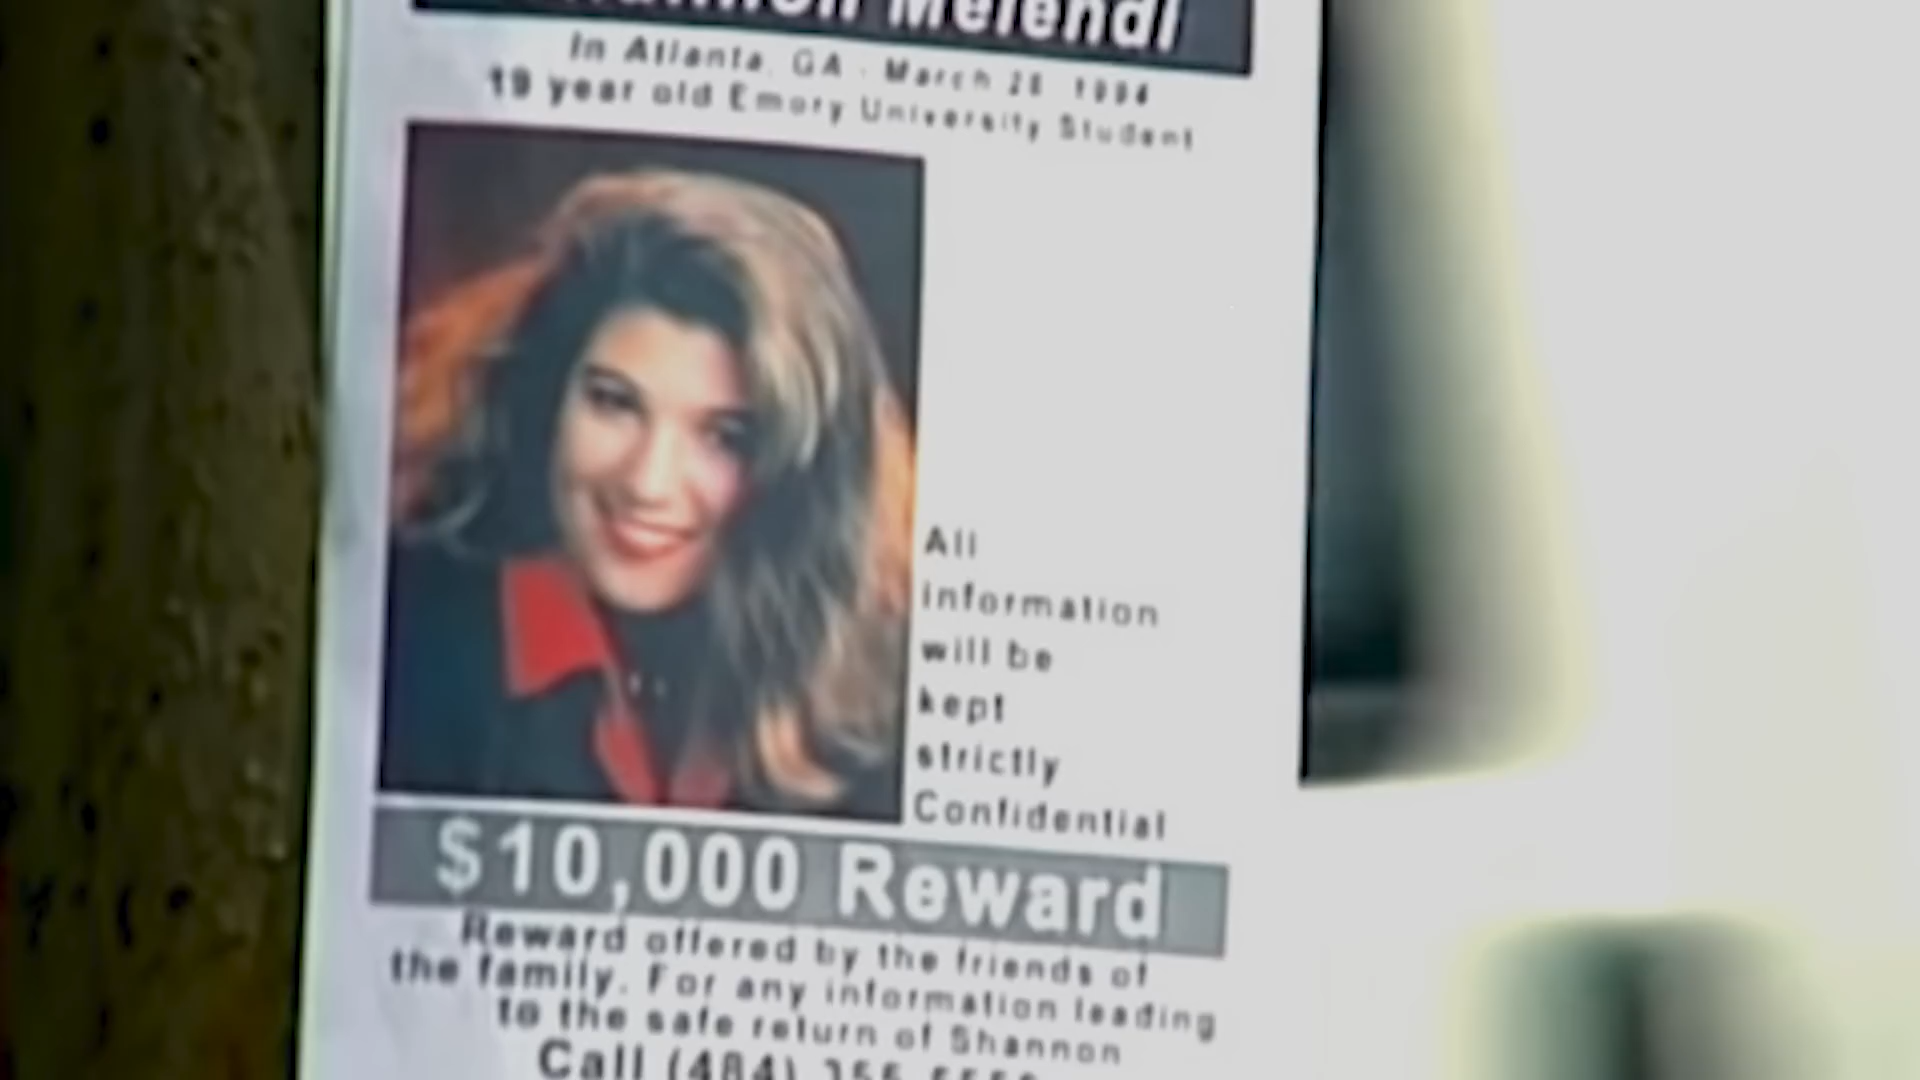 Melendi
In Atlanta, GA - March 26 1994
19 year old Emory University Student
All
information
will be
kept
strictly
Confidential
$10,000 Reward
Reward offered by the friends of
the family. For any information leading
to the safe return of Shannon
Call (484)